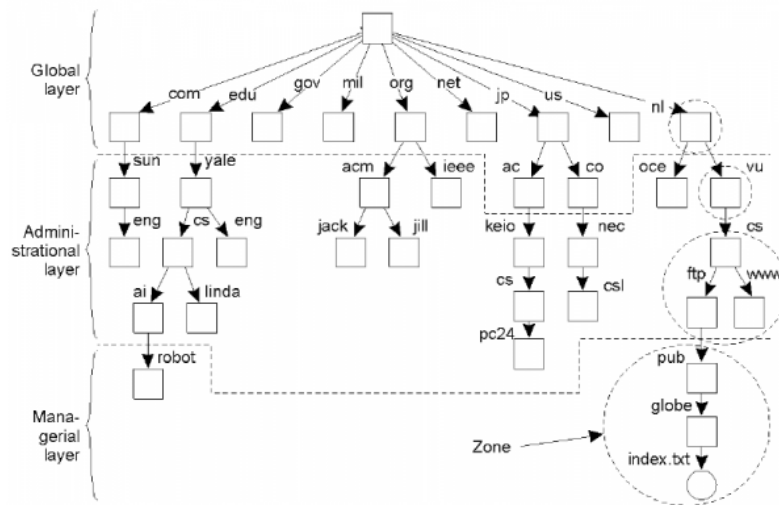 Global
layer
com
edu
gov
mil
org
net
jp
us
nl
sun
yale
acm
ieee
ac
co
oce
vu
Adminis-
trational
layer
eng
cs
eng
jack
jill
keio
nec
cs
ai
linda
cs
csl
ftp
www
pc24
robot
pub
Mana-
gerial
layer
globe
Zone
index.txt